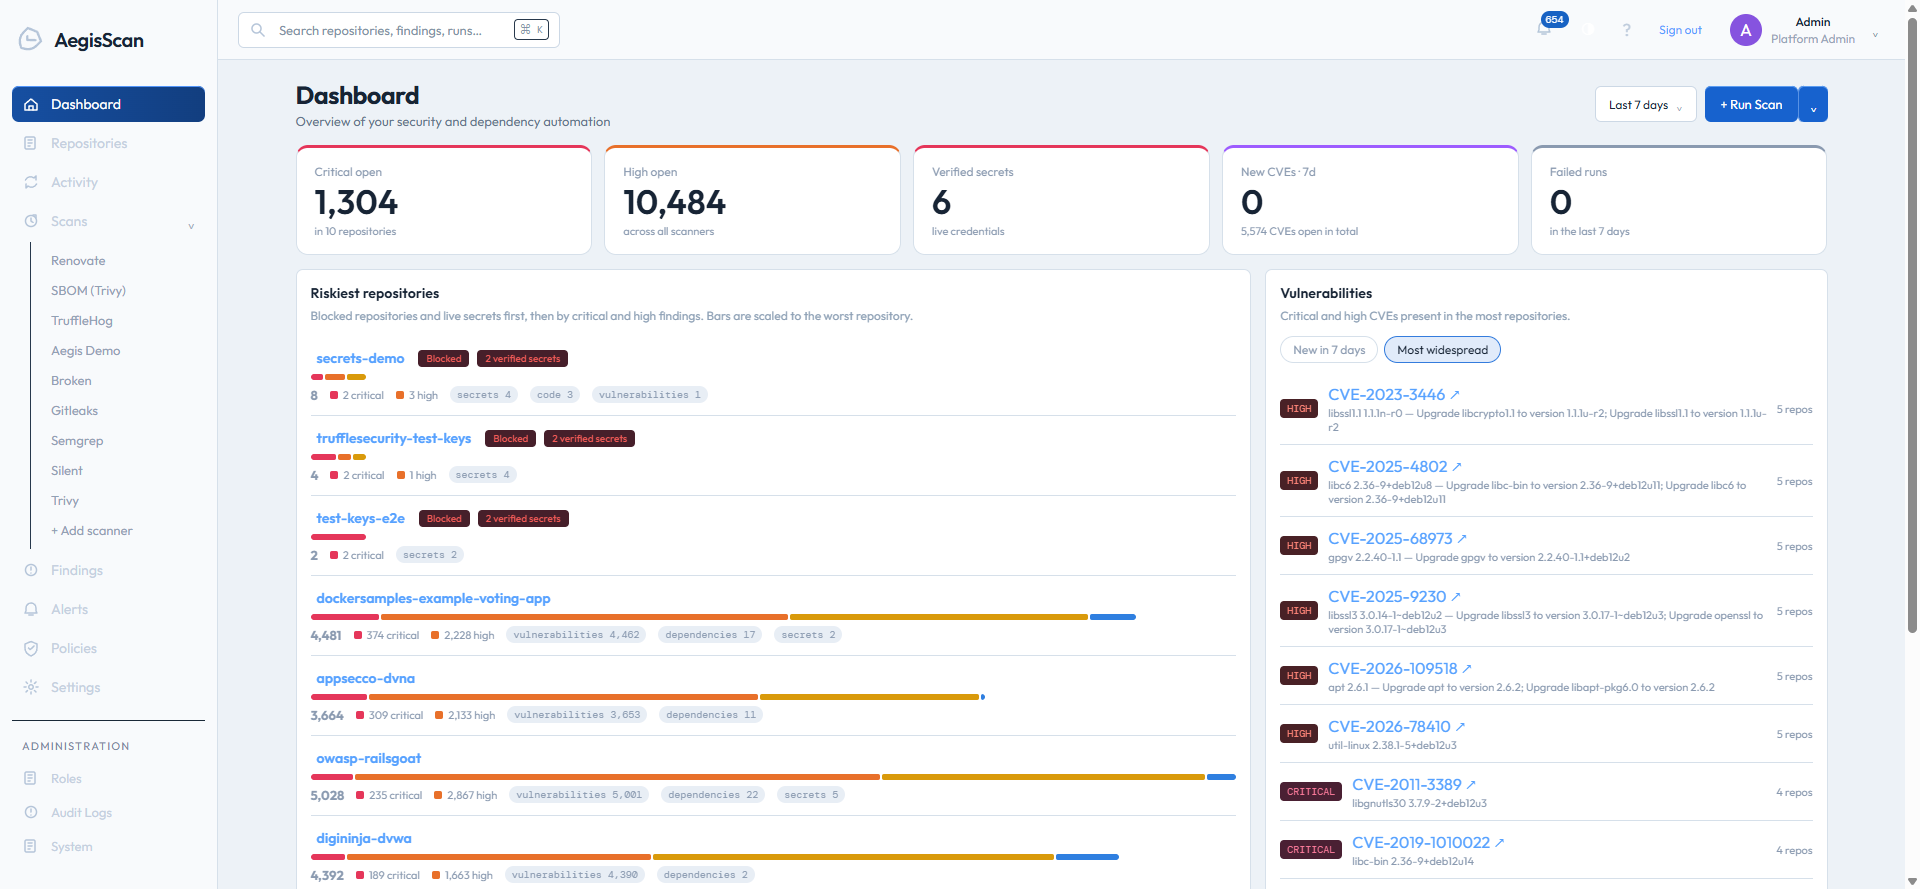 AegisScan
Search repositories, findings, runs...
⌘ K
654
?
Sign out
A
Admin
Platform Admin
Dashboard
Repositories
Activity
Scans
Renovate
SBOM (Trivy)
TruffleHog
Aegis Demo
Broken
Gitleaks
Semgrep
Silent
Trivy
+ Add scanner
Findings
Alerts
Policies
Settings
ADMINISTRATION
Roles
Audit Logs
System
Dashboard
Overview of your security and dependency automation
Last 7 days
+ Run Scan
Critical open
1,304
in 10 repositories
High open
10,484
across all scanners
Verified secrets
6
live credentials
New CVEs · 7d
0
5,574 CVEs open in total
Failed runs
0
in the last 7 days
Riskiest repositories
Blocked repositories and live secrets first, then by critical and high findings. Bars are scaled to the worst repository.
secrets-demo Blocked 2 verified secrets
8 2 critical 3 high secrets 4 code 3 vulnerabilities 1
trufflesecurity-test-keys Blocked 2 verified secrets
4 2 critical 1 high secrets 4
test-keys-e2e Blocked 2 verified secrets
2 2 critical secrets 2
dockersamples-example-voting-app
4,481 374 critical 2,228 high vulnerabilities 4,462 dependencies 17 secrets 2
appsecco-dvna
3,664 309 critical 2,133 high vulnerabilities 3,653 dependencies 11
owasp-railsgoat
5,028 235 critical 2,867 high vulnerabilities 5,001 dependencies 22 secrets 5
digininja-dvwa
4,392 189 critical 1,663 high vulnerabilities 4,390 dependencies 2
Vulnerabilities
Critical and high CVEs present in the most repositories.
New in 7 days Most widespread
HIGH CVE-2023-3446 ↗ 5 repos
libssl1.1 1.1.1n-r0 — Upgrade libcrypto1.1 to version 1.1.1u-r2; Upgrade libssl1.1 to version 1.1.1u-
r2
HIGH CVE-2025-4802 ↗ 5 repos
libc6 2.36-9+deb12u8 — Upgrade libc-bin to version 2.36-9+deb12u11; Upgrade libc6 to
version 2.36-9+deb12u11
HIGH CVE-2025-68973 ↗ 5 repos
gpgv 2.2.40-1.1 — Upgrade gpgv to version 2.2.40-1.1+deb12u2
HIGH CVE-2025-9230 ↗ 5 repos
libssl3 3.0.14-1~deb12u2 — Upgrade libssl3 to version 3.0.17-1~deb12u3; Upgrade openssl to
version 3.0.17-1~deb12u3
HIGH CVE-2026-109518 ↗ 5 repos
apt 2.6.1 — Upgrade apt to version 2.6.2; Upgrade libapt-pkg6.0 to version 2.6.2
HIGH CVE-2026-78410 ↗ 5 repos
util-linux 2.38.1-5+deb12u3
CRITICAL CVE-2011-3389 ↗ 4 repos
libgnutls30 3.7.9-2+deb12u3
CRITICAL CVE-2019-1010022 ↗ 4 repos
libc-bin 2.36-9+deb12u14